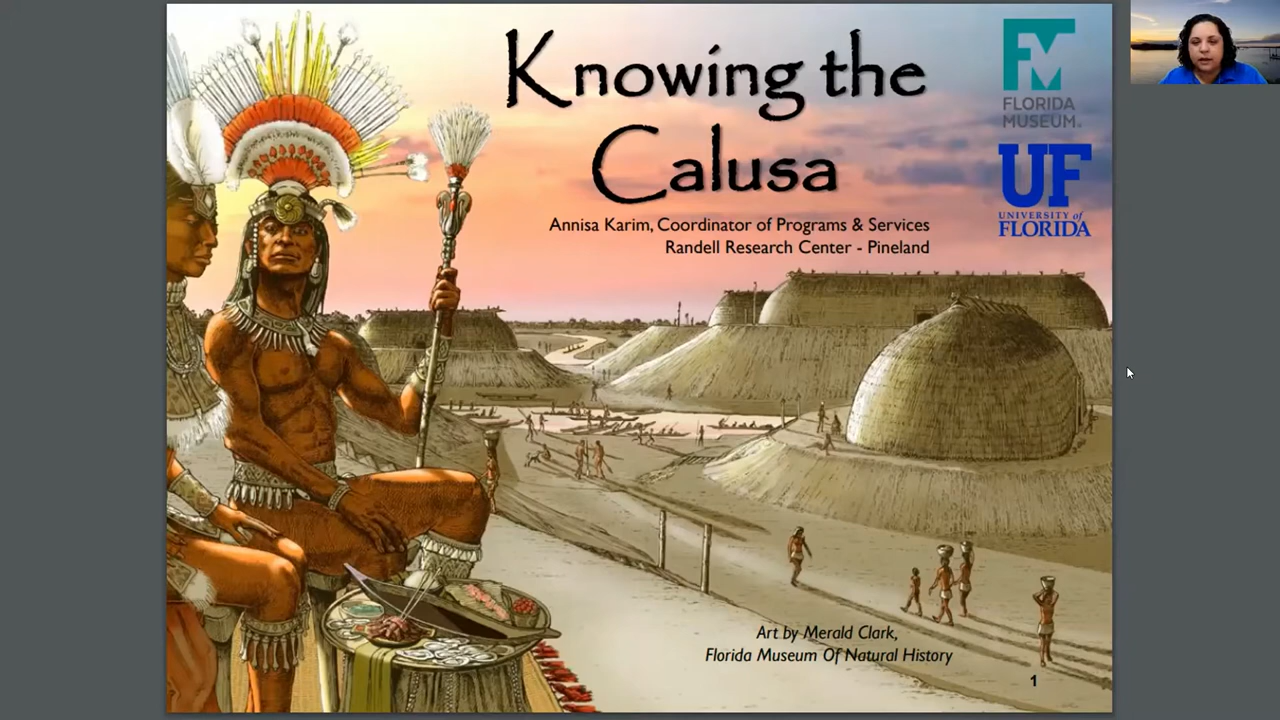 Knowing the
Calusa
Annisa Karim, Coordinator of Programs & Services
Randell Research Center - Pineland
FM
FLORIDA
MUSEUM.
UF
UNIVERSITY of
FLORIDA
Art by Merald Clark,
Florida Museum Of Natural History
1